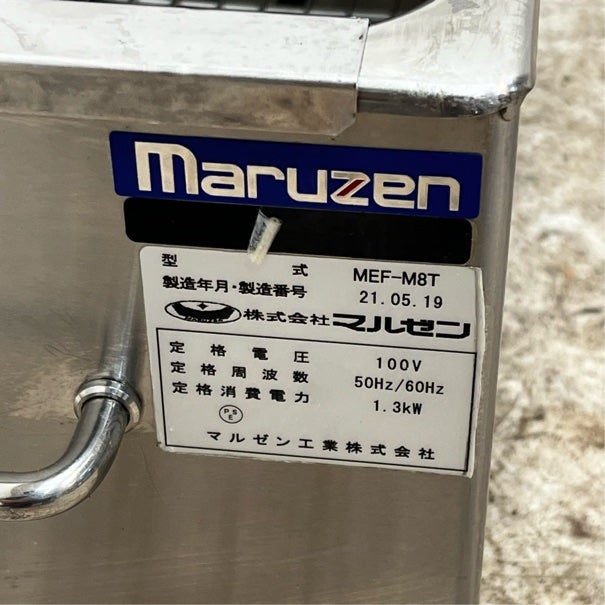 maruzen
型式 MEF-M8T
製造年月・製造番号 21.05.19
株式会社マルゼン
定格電圧 100V
定格周波数 50Hz/60Hz
定格消費電力 1.3kW
PSE
マルゼン工業株式会社